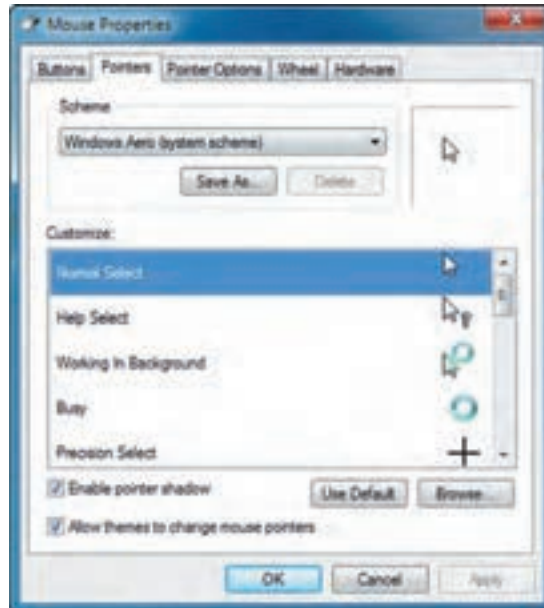 Mouse Properties
Buttons Pointers Pointer Options Wheel Hardware
Scheme
Windows Aero (system scheme)
Save As... Delete
Customize:
Normal Select
Help Select
Working In Background
Busy
Precision Select
Enable pointer shadow Use Default Browse...
Allow themes to change mouse pointers
OK Cancel Apply